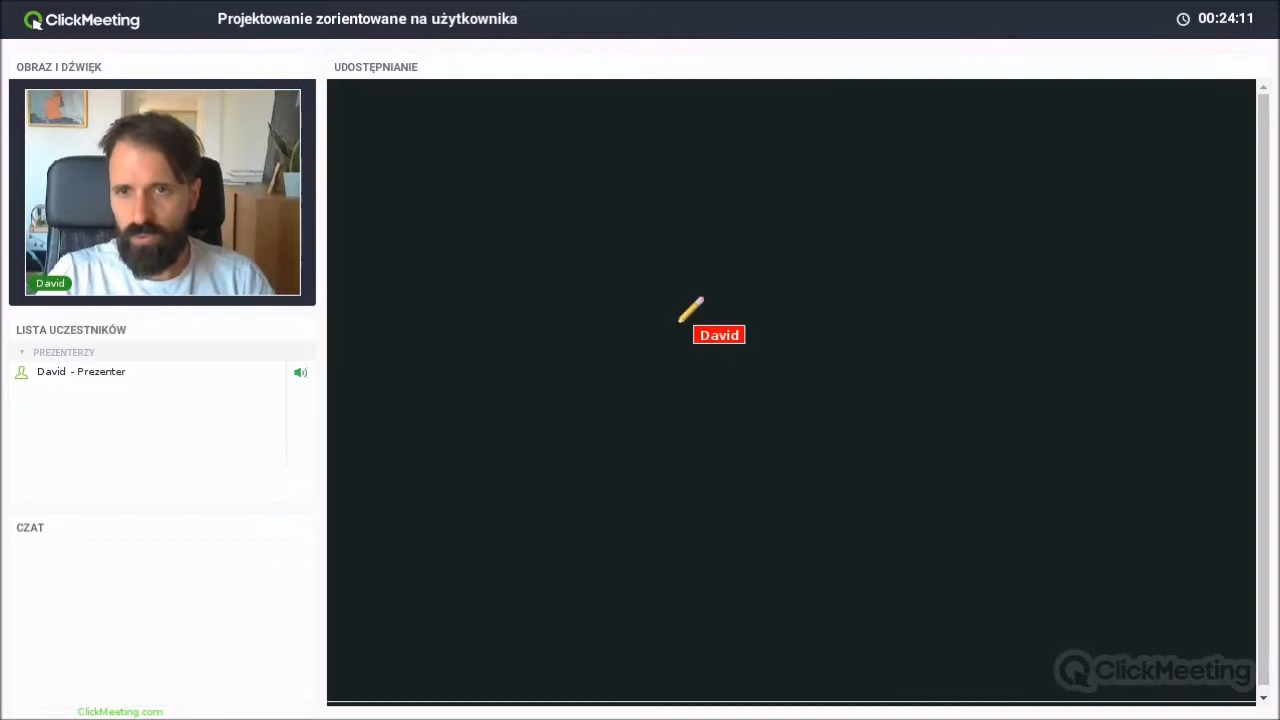 ClickMeeting
Projektowanie zorientowane na użytkownika
00:24:11
OBRAZ I DŹWIĘK
UDOSTĘPNIANIE
David
David
LISTA UCZESTNIKÓW
PREZENTERZY
David - Prezenter
CZAT
ClickMeeting
ClickMeeting.com